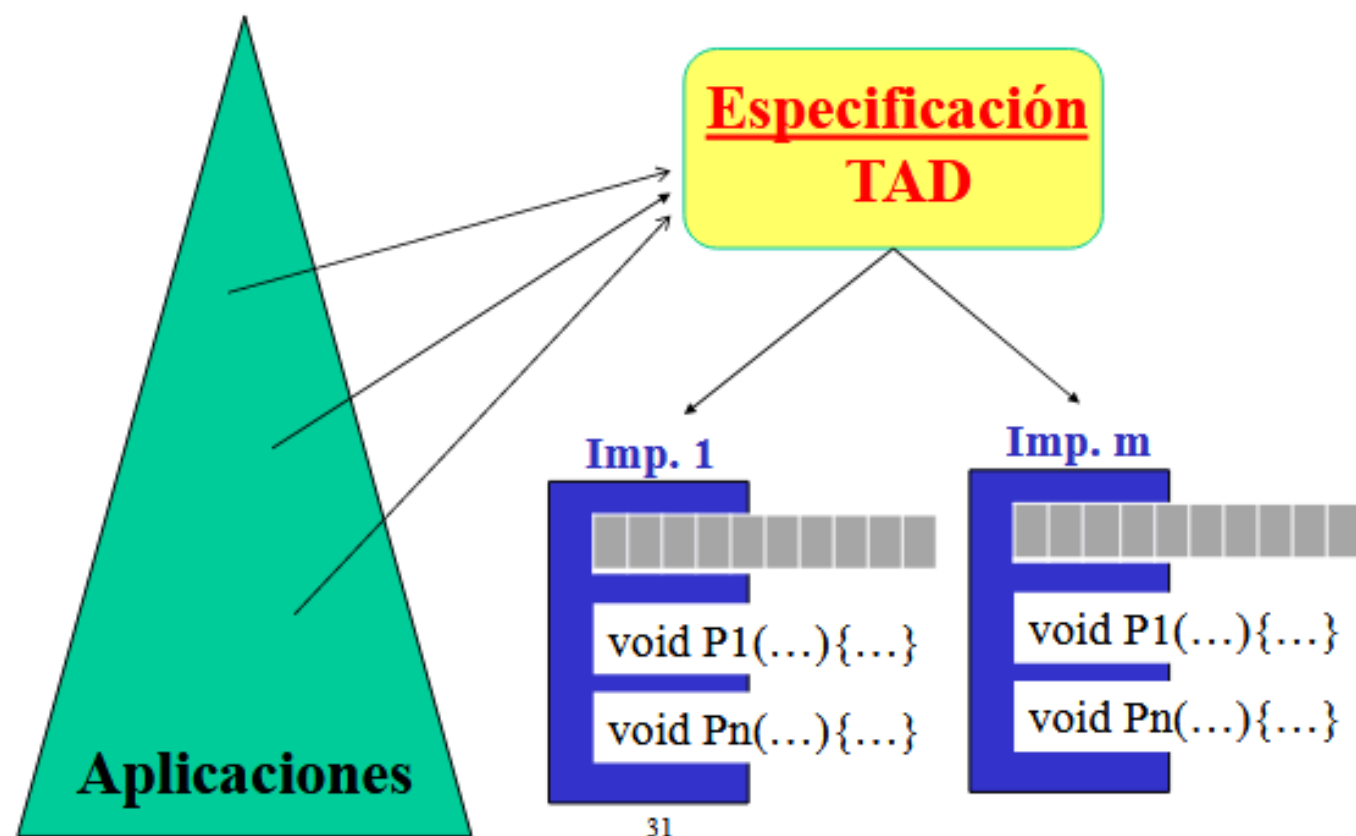 Especificación
TAD
Imp. 1
void P1(…){…}
void Pn(…){…}
Imp. m
void P1(…){…}
void Pn(…){…}
Aplicaciones
31